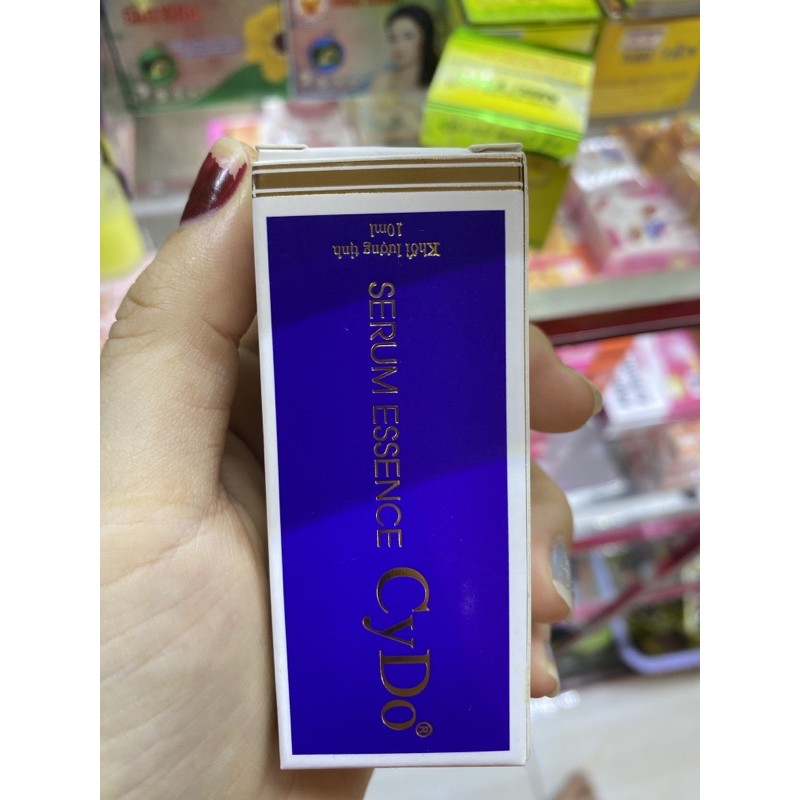 Khối lượng tịnh
10ml
SERUM ESSENCE
CyDo®